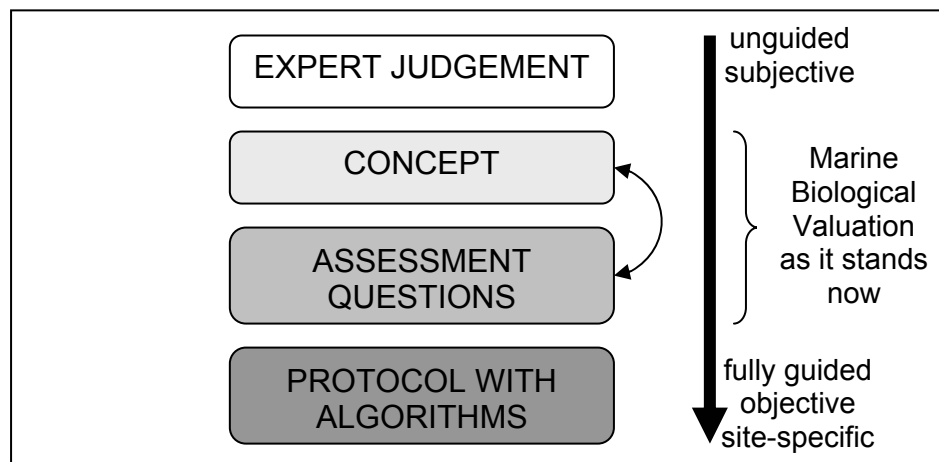 EXPERT JUDGEMENT
CONCEPT
ASSESSMENT
QUESTIONS
PROTOCOL WITH
ALGORITHMS
unguided
subjective
Marine
Biological
Valuation
as it stands
now
fully guided
objective
site-specific